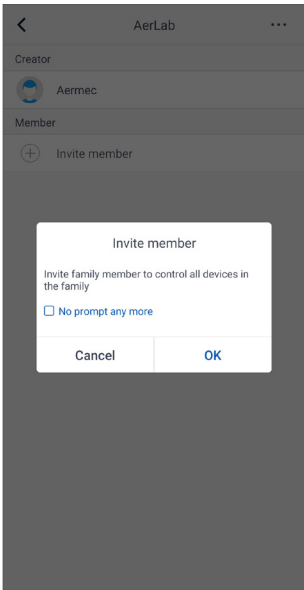 AerLab
Creator
Aermec
Member
Invite member
Invite member
Invite family member to control all devices in
the family
No prompt any more
Cancel OK